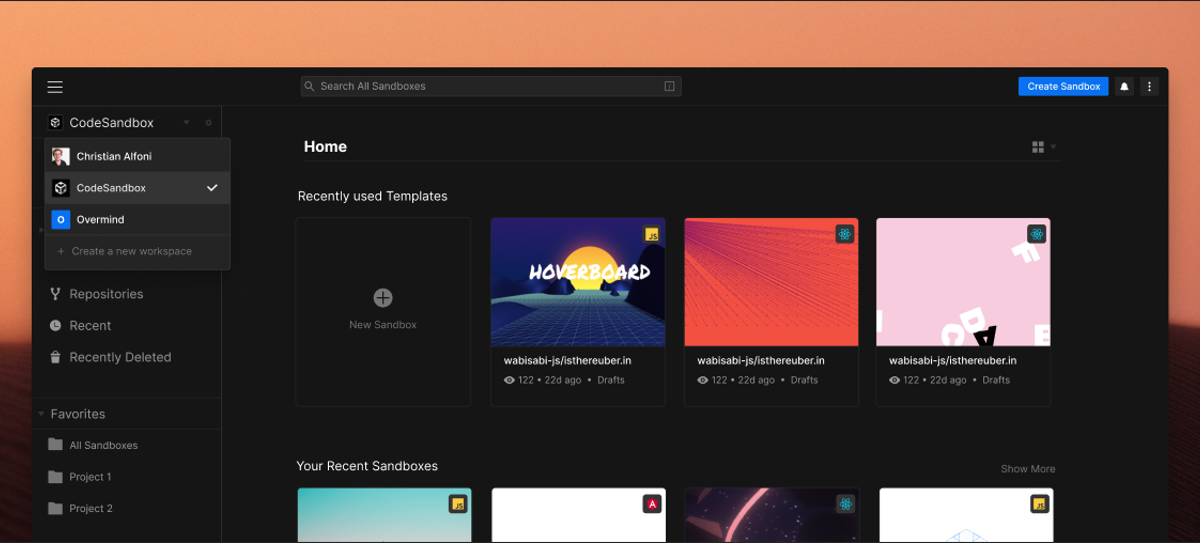 Search All Sandboxes
/
Create Sandbox
CodeSandbox
Christian Alfoni
CodeSandbox
O Overmind
+ Create a new workspace
Repositories
Recent
Recently Deleted
Favorites
All Sandboxes
Project 1
Project 2
Home
Recently used Templates
New Sandbox
JS
HOVERBOARD
wabisabi-js/isthereuber.in
122 • 22d ago • Drafts
wabisabi-js/isthereuber.in
122 • 22d ago • Drafts
F
D
A
E
wabisabi-js/isthereuber.in
122 • 22d ago • Drafts
Your Recent Sandboxes
Show More
JS
A
JS